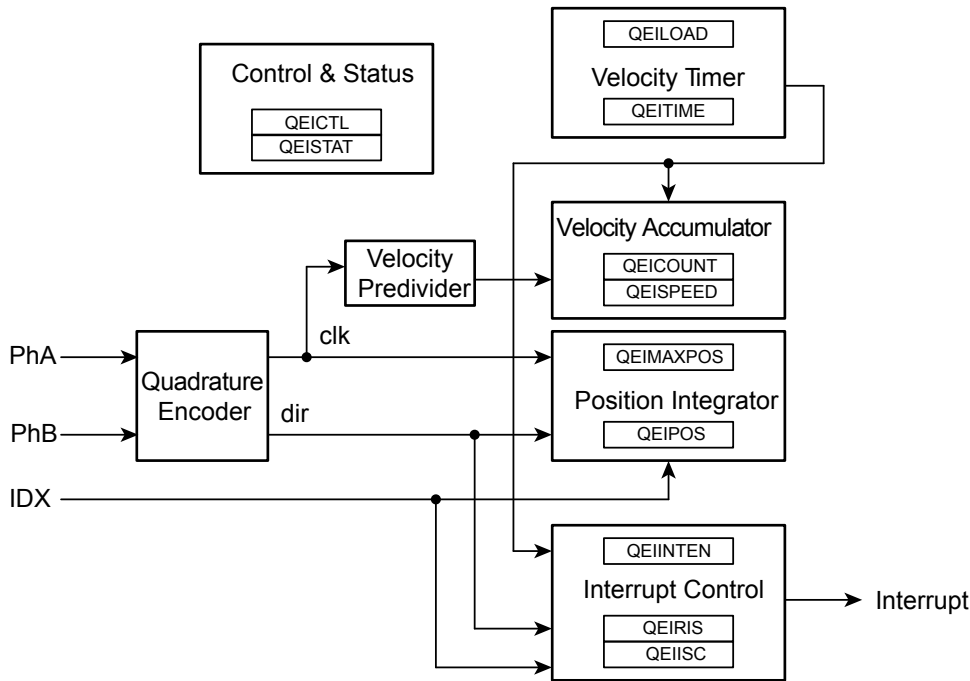 QEILOAD
Velocity Timer
QEITIME
Control & Status
QEICTL
QEISTAT
Velocity Accumulator
QEICOUNT
QEISPEED
Velocity
Predivider
clk
PhA
PhB
Quadrature
Encoder
dir
QEIMAXPOS
Position Integrator
QEIPOS
IDX
QEIINTEN
Interrupt Control
QEIRIS
QEIISC
Interrupt